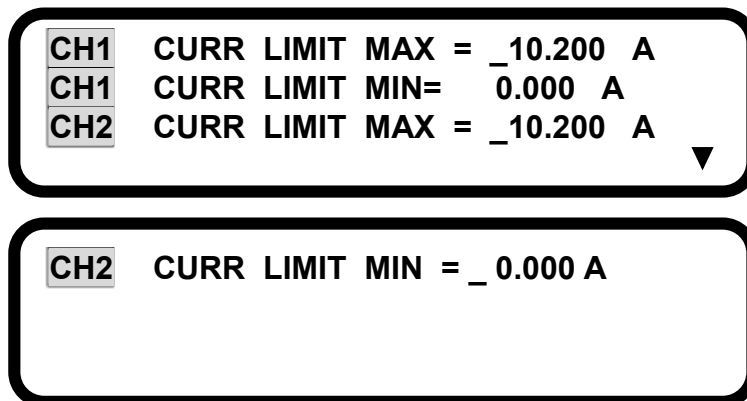 CH1 CURR LIMIT MAX = _10.200 A
CH1 CURR LIMIT MIN= 0.000 A
CH2 CURR LIMIT MAX = _10.200 A
▼
CH2 CURR LIMIT MIN = _ 0.000 A